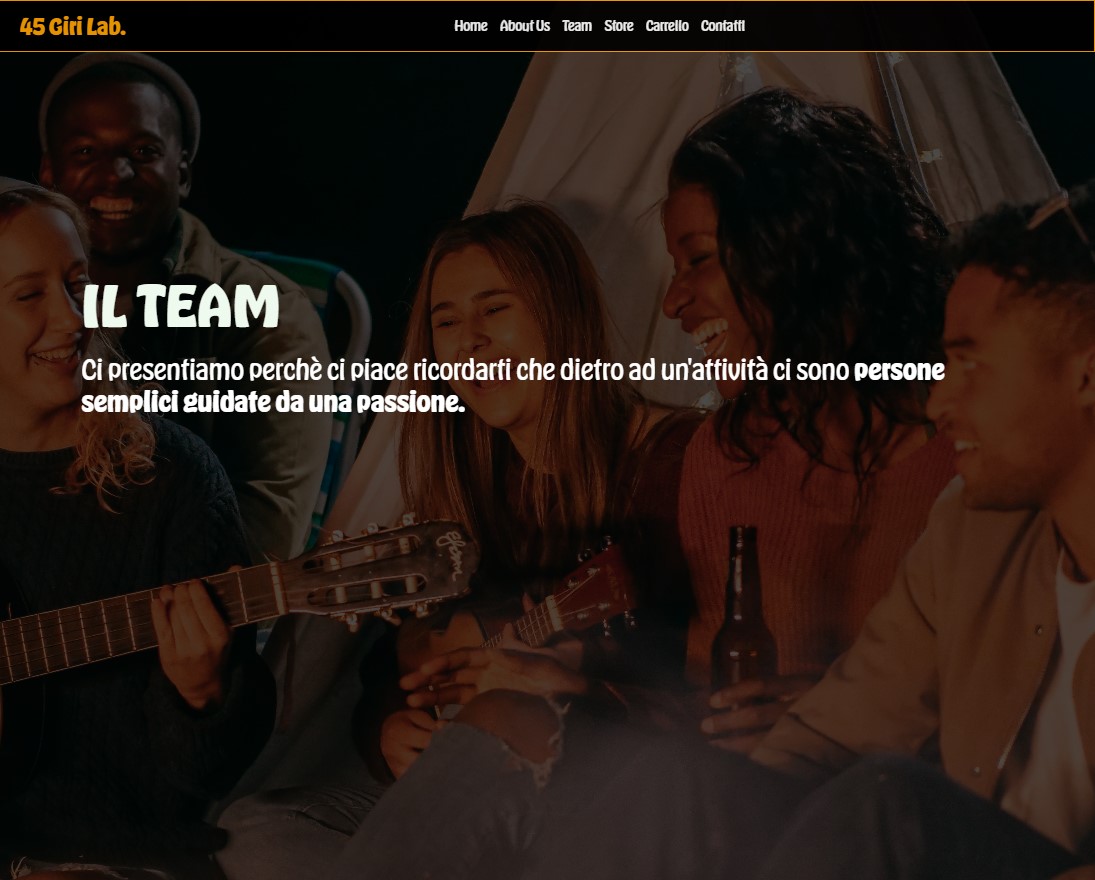 45 Giri Lab.
Home About Us Team Store Carrello Contatti
IL TEAM
Ci presentiamo perchè ci piace ricordarti che dietro ad un'attività ci sono persone
semplici guidate da una passione.